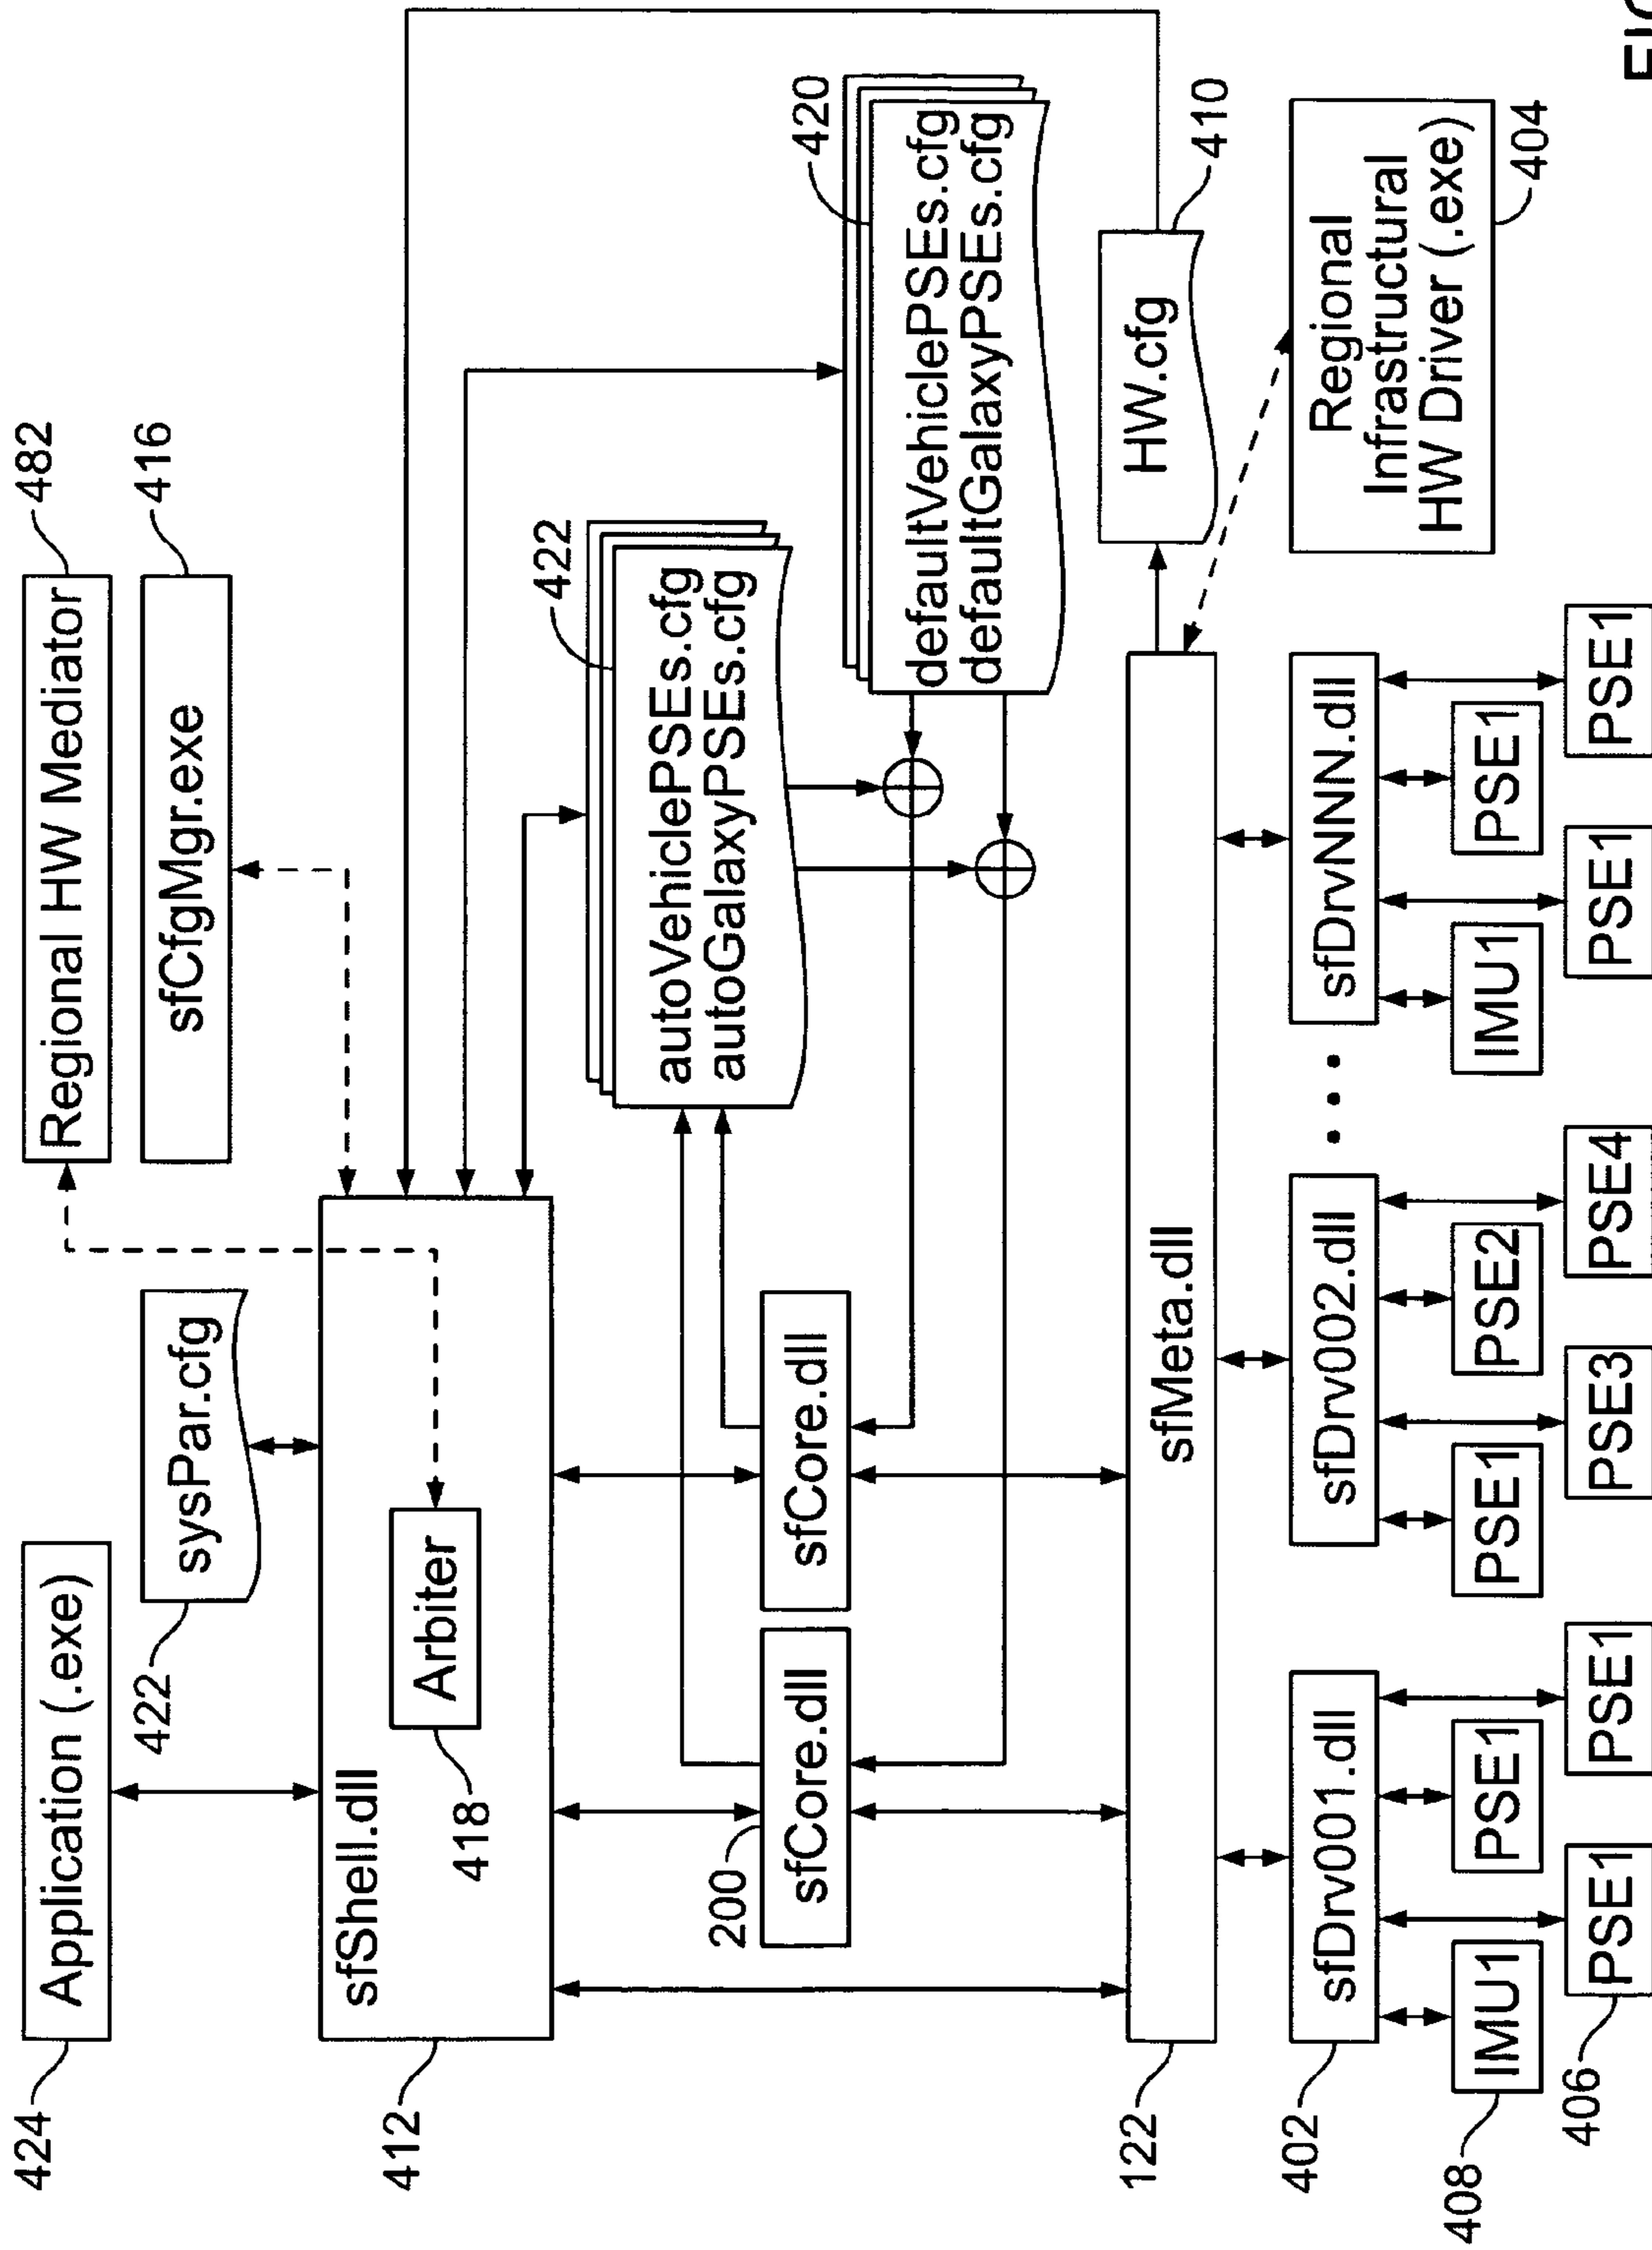 424
Application (.exe)
422
sysPar.cfg
Regional HW Mediator
482
sfCfgMgr.exe
416
412
sfShell.dll
Arbiter
418
422
autoVehiclePSEs.cfg
autoGalaxyPSEs.cfg
420
defaultVehiclePSEs.cfg
defaultGalaxyPSEs.cfg
200
sfCore.dll
sfCore.dll
122
sfMeta.dll
HW.cfg
410
402
sfDrv001.dll
sfDrv002.dll
• • •
sfDrvNNN.dll
Regional
Infrastructural
HW Driver (.exe)
404
408
IMU1
PSE1
PSE1
PSE2
IMU1
PSE1
406
PSE1
PSE1
PSE3
PSE4
PSE1
PSE1